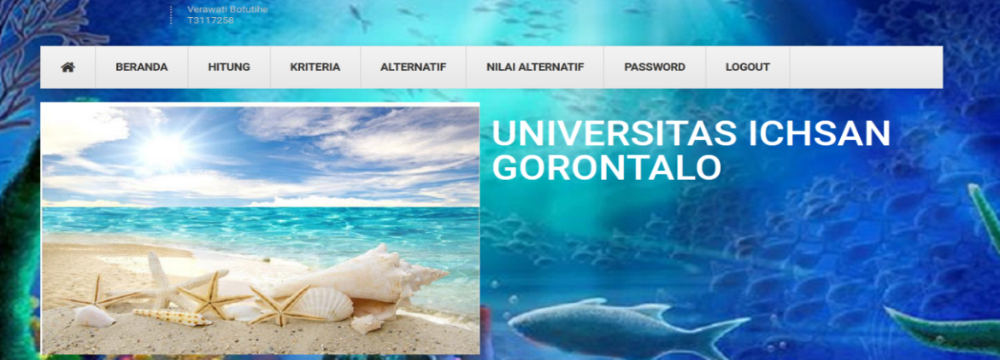 Verawati Botutihe
T3117258
BERANDA HITUNG KRITERIA ALTERNATIF NILAI ALTERNATIF PASSWORD LOGOUT
UNIVERSITAS ICHSAN
GORONTALO